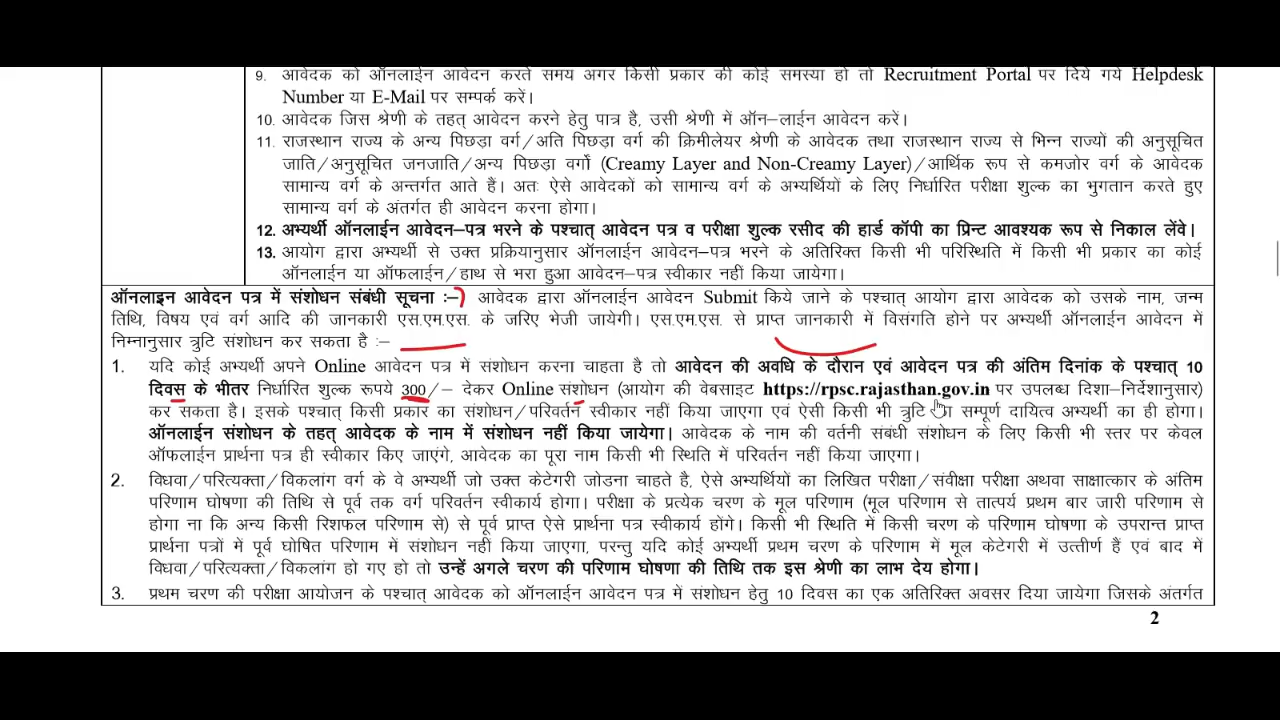 9. आवेदक को ऑनलाईन आवेदन करते समय अगर किसी प्रकार की कोई समस्या हो तो Recruitment Portal पर दिये गये Helpdesk
Number या E-Mail पर सम्पर्क करें।
10. आवेदक जिस श्रेणी के तहत् आवेदन करने हेतु पात्र है, उसी श्रेणी में ऑन–लाईन आवेदन करें।
11. राजस्थान राज्य के अन्य पिछड़ा वर्ग/अति पिछड़ा वर्ग की क्रिमीलेयर श्रेणी के आवेदक तथा राजस्थान राज्य से भिन्न राज्यों की अनुसूचित
जाति/अनुसूचित जनजाति/अन्य पिछड़ा वर्गो (Creamy Layer and Non-Creamy Layer)/आर्थिक रूप से कमजोर वर्ग के आवेदक
सामान्य वर्ग के अन्तर्गत आते हैं। अतः ऐसे आवेदकों को सामान्य वर्ग के अभ्यर्थियों के लिए निर्धारित परीक्षा शुल्क का भुगतान करते हुए
सामान्य वर्ग के अंतर्गत ही आवेदन करना होगा।
12. अभ्यर्थी ऑनलाईन आवेदन–पत्र भरने के पश्चात् आवेदन पत्र व परीक्षा शुल्क रसीद की हार्ड कॉपी का प्रिन्ट आवश्यक रूप से निकाल लेंवे।
13. आयोग द्वारा अभ्यर्थी से उक्त प्रक्रियानुसार ऑनलाईन आवेदन–पत्र भरने के अतिरिक्त किसी भी परिस्थिति में किसी भी प्रकार का कोई
ऑनलाईन या ऑफलाईन/हाथ से भरा हुआ आवेदन–पत्र स्वीकार नहीं किया जायेगा।
ऑनलाइन आवेदन पत्र में संशोधन संबंधी सूचना :– आवेदक द्वारा ऑनलाईन आवेदन Submit किये जाने के पश्चात् आयोग द्वारा आवेदक को उसके नाम, जन्म
तिथि, विषय एवं वर्ग आदि की जानकारी एस.एम.एस. के जरिए भेजी जायेगी। एस.एम.एस. से प्राप्त जानकारी में विसंगति होने पर अभ्यर्थी ऑनलाईन आवेदन में
निम्नानुसार त्रुटि संशोधन कर सकता है :–
1. यदि कोई अभ्यर्थी अपने Online आवेदन पत्र में संशोधन करना चाहता है तो आवेदन की अवधि के दौरान एवं आवेदन पत्र की अंतिम दिनांक के पश्चात् 10
दिवस के भीतर निर्धारित शुल्क रूपये 300/– देकर Online संशोधन (आयोग की वेबसाइट https://rpsc.rajasthan.gov.in पर उपलब्ध दिशा–निर्देशानुसार)
कर सकता है। इसके पश्चात् किसी प्रकार का संशोधन/परिवर्तन स्वीकार नहीं किया जाएगा एवं ऐसी किसी भी त्रुटि का सम्पूर्ण दायित्व अभ्यर्थी का ही होगा।
ऑनलाईन संशोधन के तहत आवेदक के नाम में संशोधन नहीं किया जायेगा। आवेदक के नाम की वर्तनी संबंधी संशोधन के लिए किसी भी स्तर पर केवल
ऑफलाईन प्रार्थना पत्र ही स्वीकार किए जाएंगे, आवेदक का पूरा नाम किसी भी स्थिति में परिवर्तन नहीं किया जाएगा।
2. विधवा/परित्यक्ता/विकलांग वर्ग के वे अभ्यर्थी जो उक्त केटेगरी जोडना चाहते है, ऐसे अभ्यर्थियों का लिखित परीक्षा/संवीक्षा परीक्षा अथवा साक्षात्कार के अंतिम
परिणाम घोषणा की तिथि से पूर्व तक वर्ग परिवर्तन स्वीकार्य होगा। परीक्षा के प्रत्येक चरण के मूल परिणाम (मूल परिणाम से तात्पर्य प्रथम बार जारी परिणाम से
होगा ना कि अन्य किसी रिशफल परिणाम से) से पूर्व प्राप्त ऐसे प्रार्थना पत्र स्वीकार्य होंगे। किसी भी स्थिति में किसी चरण के परिणाम घोषणा के उपरान्त प्राप्त
प्रार्थना पत्रों में पूर्व घोषित परिणाम में संशोधन नहीं किया जाएगा, परन्तु यदि कोई अभ्यर्थी प्रथम चरण के परिणाम में मूल केटेगरी में उत्तीर्ण हैं एवं बाद में
विधवा/परित्यक्ता/विकलांग हो गए हो तो उन्हें अगले चरण की परिणाम घोषणा की तिथि तक इस श्रेणी का लाभ देय होगा।
3. प्रथम चरण की परीक्षा आयोजन के पश्चात् आवेदक को ऑनलाईन आवेदन पत्र में संशोधन हेतु 10 दिवस का एक अतिरिक्त अवसर दिया जायेगा जिसके अंतर्गत
2